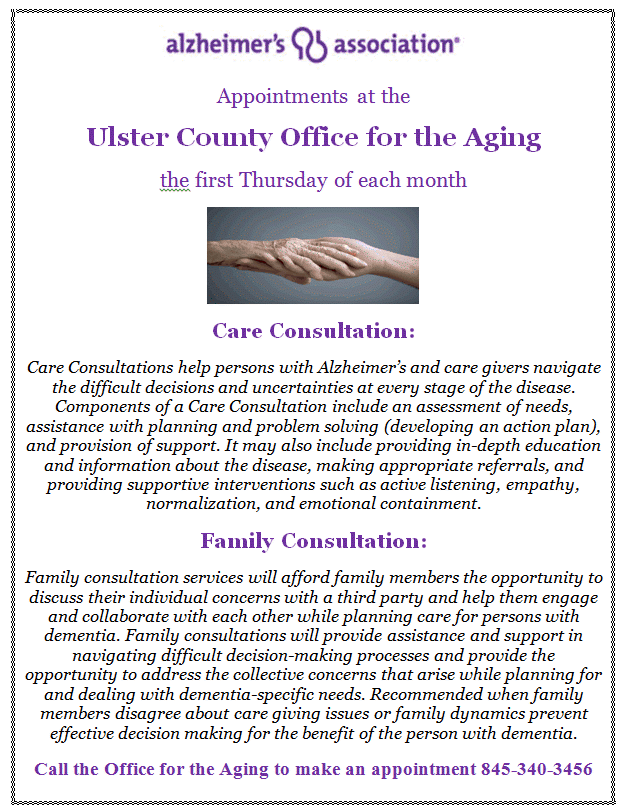 alzheimer's association®
Appointments at the
Ulster County Office for the Aging
the first Thursday of each month
Care Consultation:
Care Consultations help persons with Alzheimer's and care givers navigate
the difficult decisions and uncertainties at every stage of the disease.
Components of a Care Consultation include an assessment of needs,
assistance with planning and problem solving (developing an action plan),
and provision of support. It may also include providing in-depth education
and information about the disease, making appropriate referrals, and
providing supportive interventions such as active listening, empathy,
normalization, and emotional containment.
Family Consultation:
Family consultation services will afford family members the opportunity to
discuss their individual concerns with a third party and help them engage
and collaborate with each other while planning care for persons with
dementia. Family consultations will provide assistance and support in
navigating difficult decision-making processes and provide the
opportunity to address the collective concerns that arise while planning for
and dealing with dementia-specific needs. Recommended when family
members disagree about care giving issues or family dynamics prevent
effective decision making for the benefit of the person with dementia.
Call the Office for the Aging to make an appointment 845-340-3456